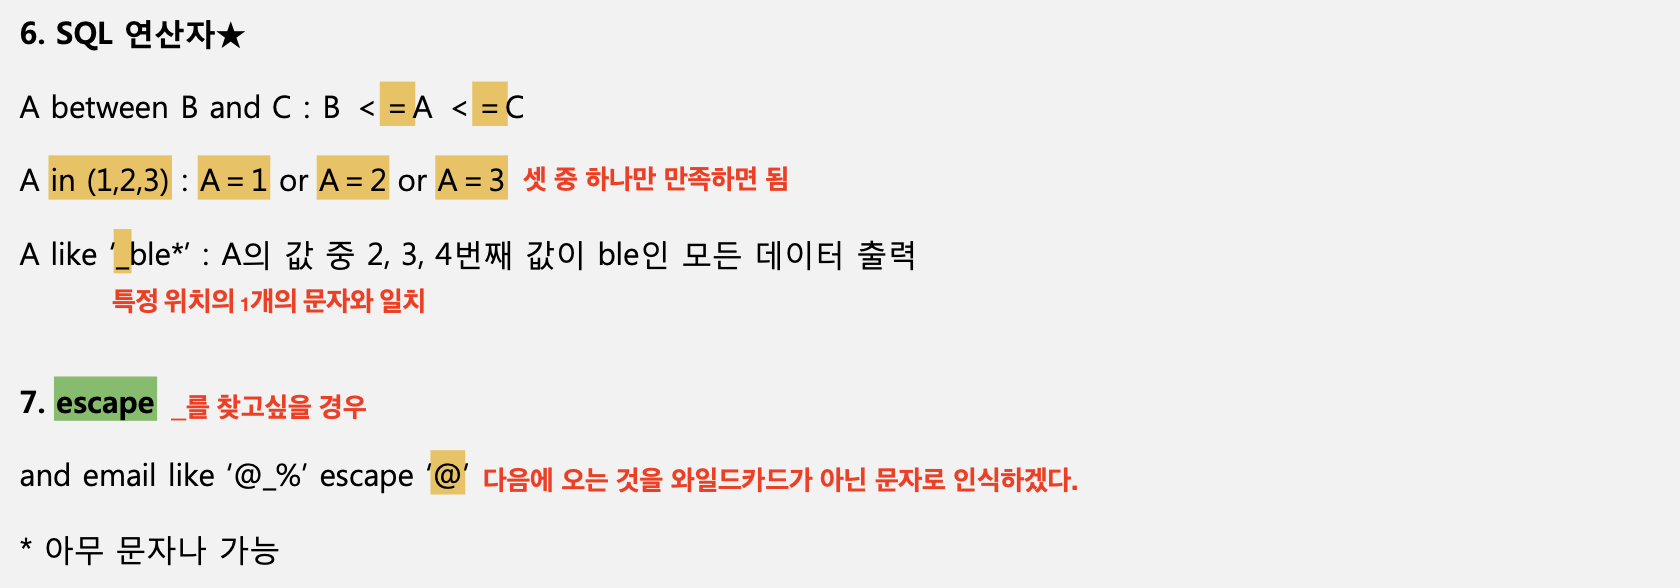 6. SQL 연산자★
A between B and C : B < =A < =C
A in (1,2,3) : A = 1 or A = 2 or A = 3 셋 중 하나만 만족하면 됨
A like ‘_ble*’ : A의 값 중 2, 3, 4번째 값이 ble인 모든 데이터 출력
특정 위치의 1개의 문자와 일치
7. escape _를 찾고싶을 경우
and email like ‘@_%’ escape ‘@’ 다음에 오는 것을 와일드카드가 아닌 문자로 인식하겠다.
* 아무 문자나 가능